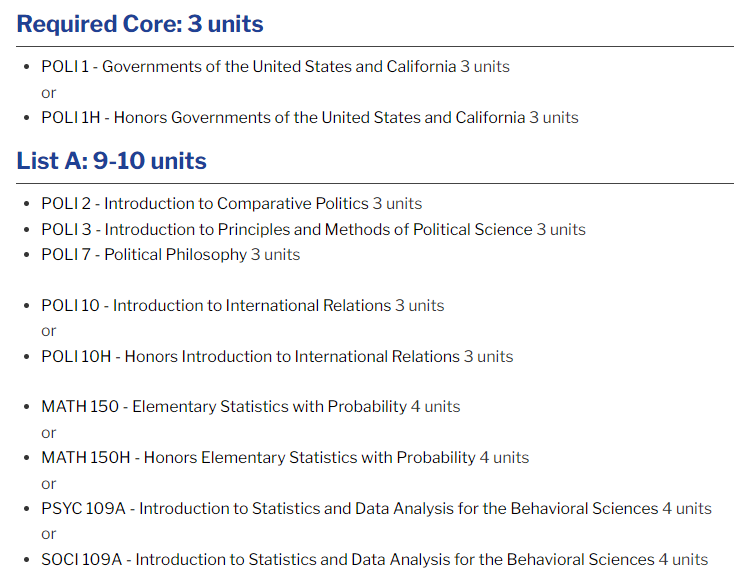 Required Core: 3 units
POLI 1 - Governments of the United States and California 3 units
or
POLI 1H - Honors Governments of the United States and California 3 units
List A: 9-10 units
POLI 2 - Introduction to Comparative Politics 3 units
POLI 3 - Introduction to Principles and Methods of Political Science 3 units
POLI 7 - Political Philosophy 3 units
POLI 10 - Introduction to International Relations 3 units
or
POLI 10H - Honors Introduction to International Relations 3 units
MATH 150 - Elementary Statistics with Probability 4 units
or
MATH 150H - Honors Elementary Statistics with Probability 4 units
or
PSYC 109A - Introduction to Statistics and Data Analysis for the Behavioral Sciences 4 units
or
SOCI 109A - Introduction to Statistics and Data Analysis for the Behavioral Sciences 4 units